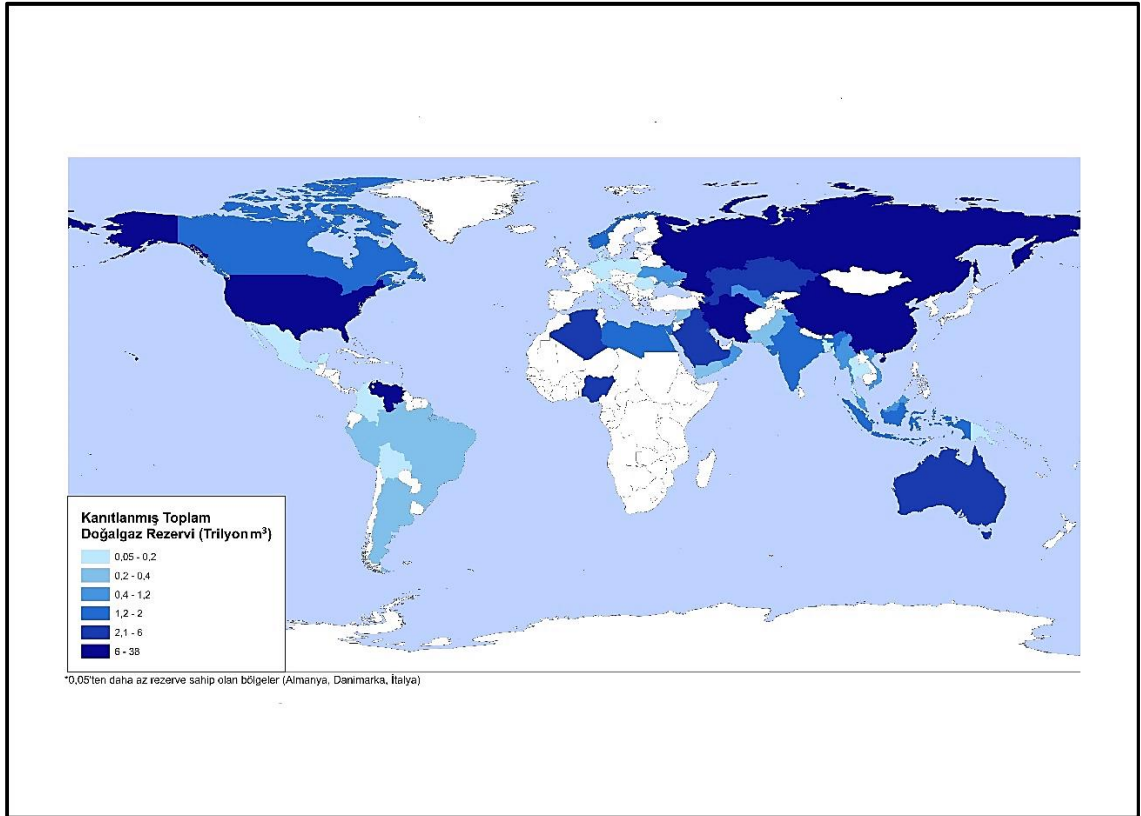 Kanıtlanmış Toplam
Doğalgaz Rezervi (Trilyon m³)
0,05 - 0,2
0,2 - 0,4
0,4 - 1,2
1,2 - 2
2,1 - 6
6 - 38
*0,05'ten daha az rezerve sahip olan bölgeler (Almanya, Danimarka, İtalya)